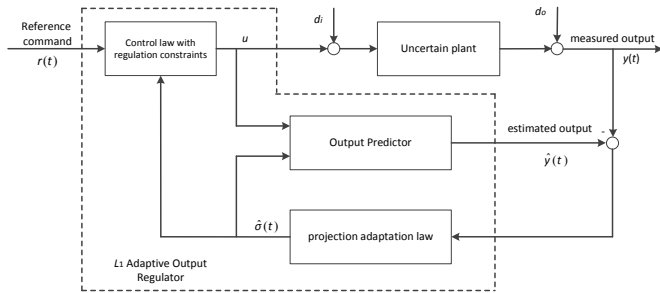 Reference
command
r(t)
Control law with
regulation constraints
u
di
Uncertain plant
do
measured output
y(t)
Output Predictor
estimated output
-
ŷ(t)
σ̂(t)
projection adaptation law
L1 Adaptive Output
Regulator